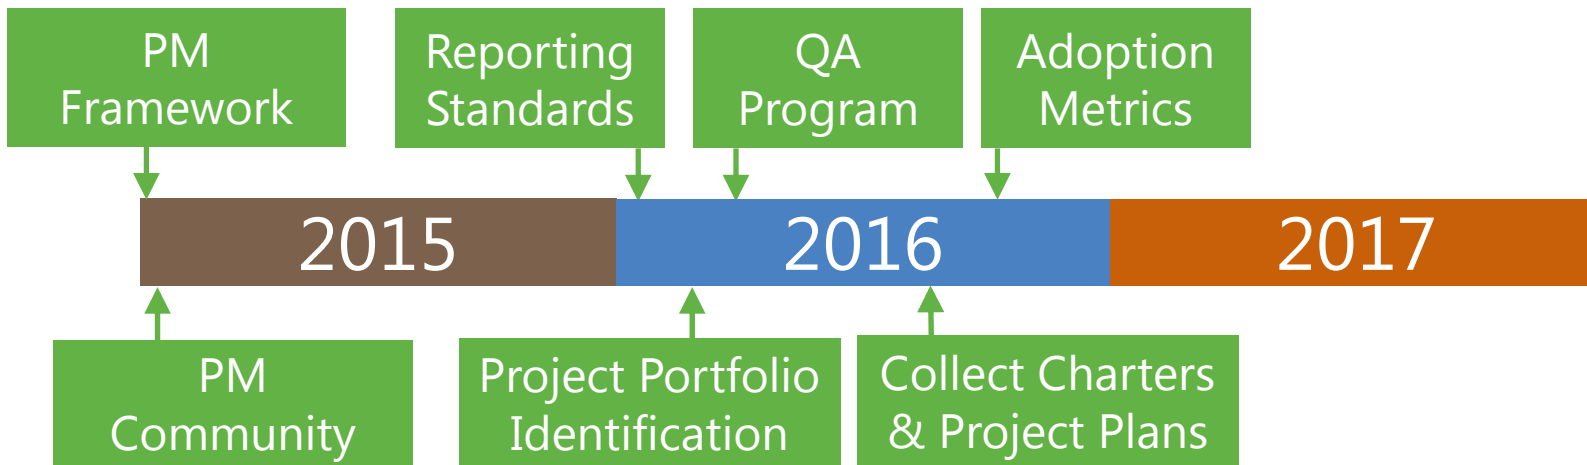 PM
Framework
Reporting
Standards
QA
Program
Adoption
Metrics
2015
2016
2017
PM
Community
Project Portfolio
Identification
Collect Charters
& Project Plans